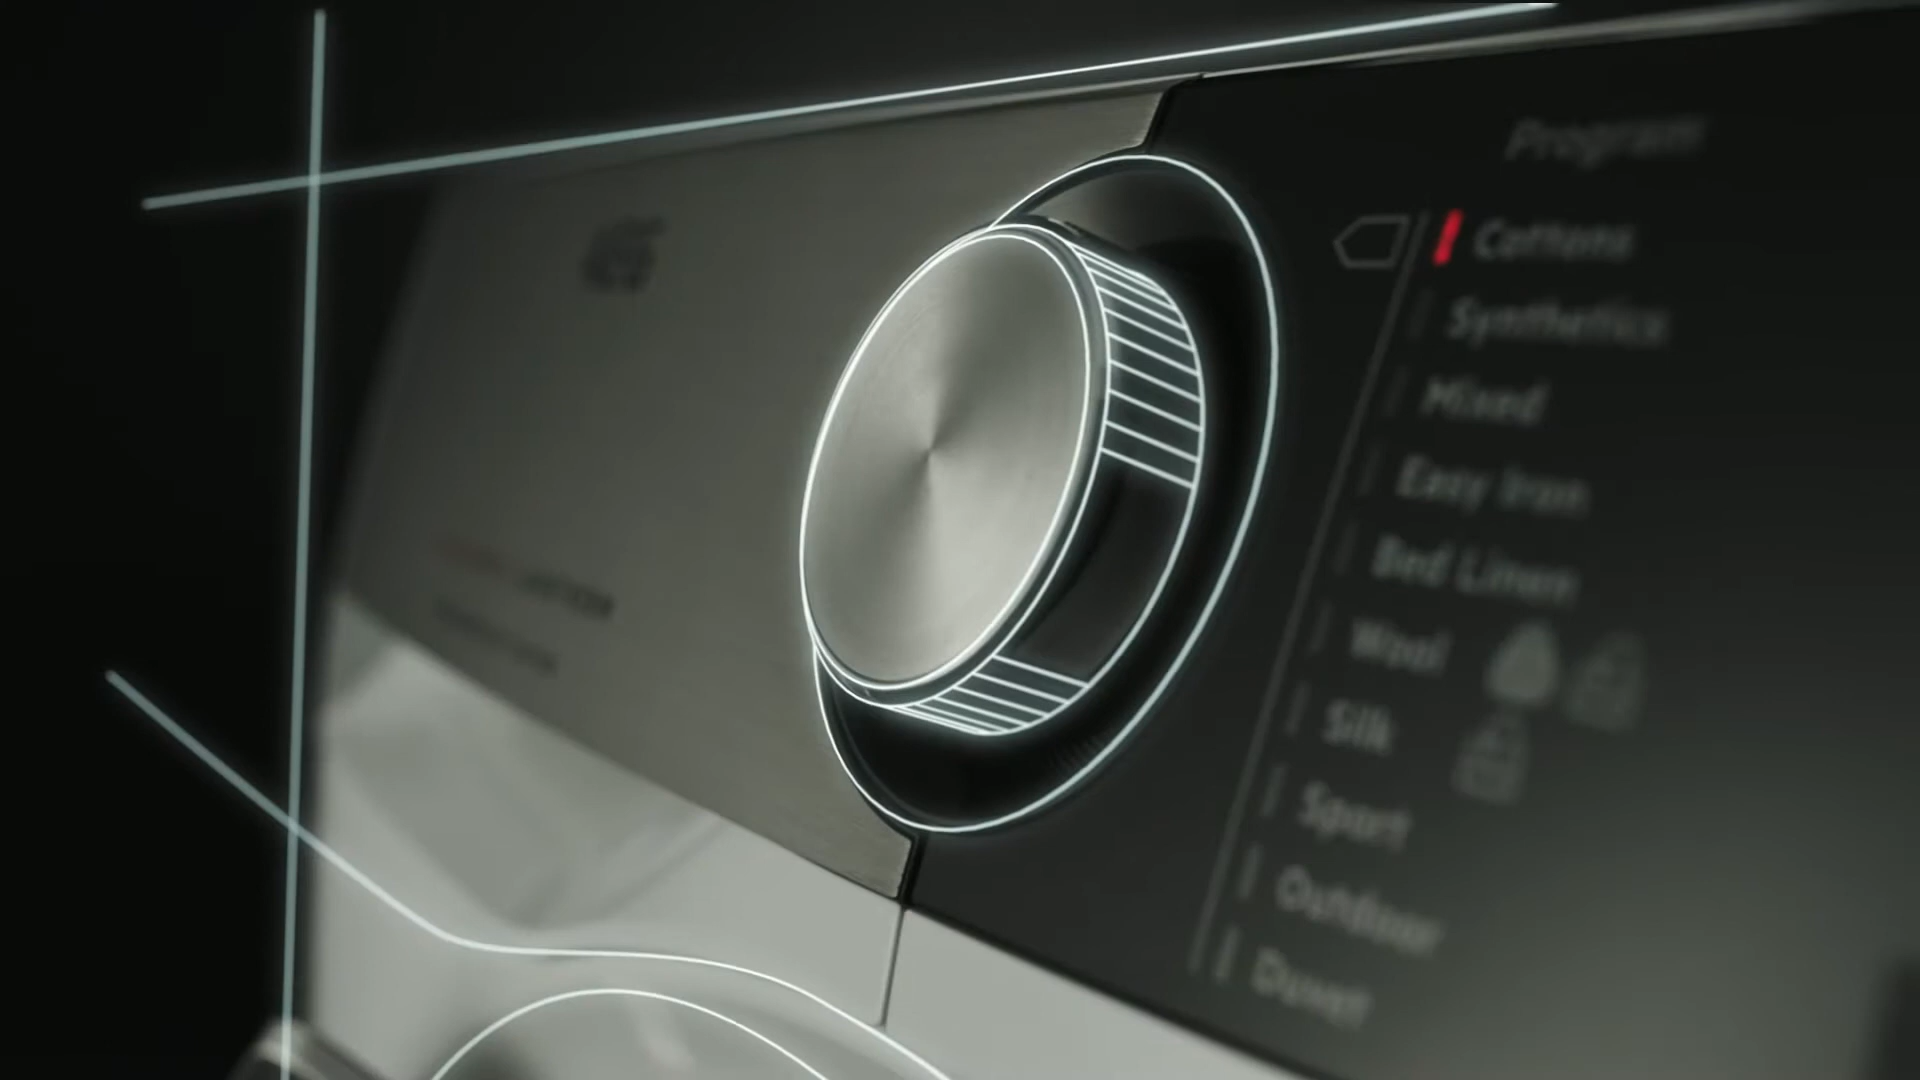 Program
Cottons
Synthetics
Mixed
Easy Iron
Bed Linen
Wool
Silk
Sport
Outdoor
Duvet